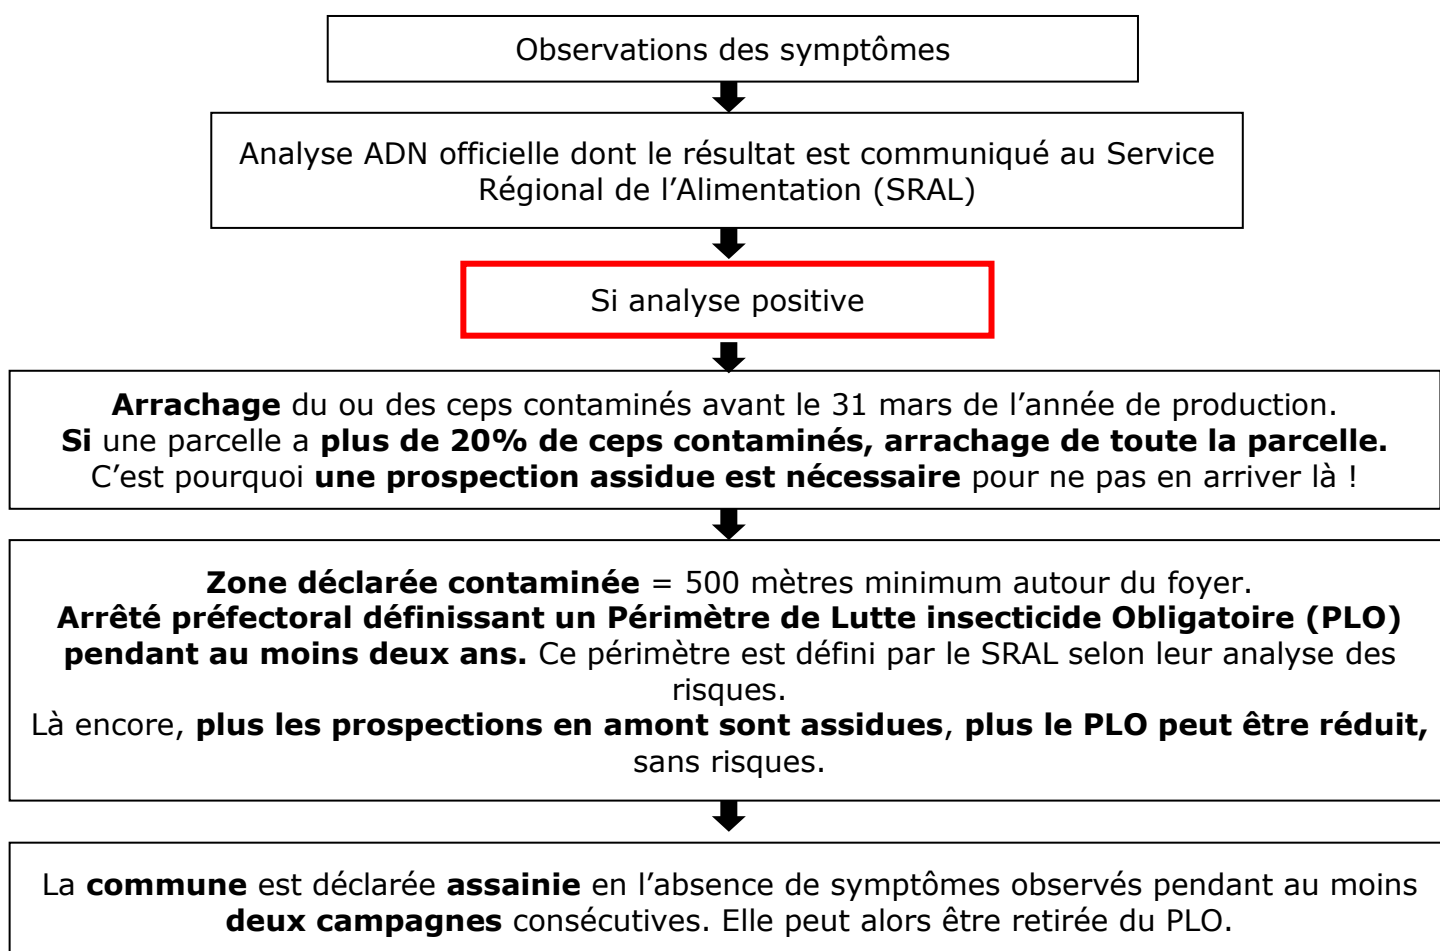 Observations des symptômes
Analyse ADN officielle dont le résultat est communiqué au Service
Régional de l’Alimentation (SRAL)
Si analyse positive
Arrachage du ou des ceps contaminés avant le 31 mars de l’année de production.
Si une parcelle a plus de 20% de ceps contaminés, arrachage de toute la parcelle.
C’est pourquoi une prospection assidue est nécessaire pour ne pas en arriver là !
Zone déclarée contaminée = 500 mètres minimum autour du foyer.
Arrêté préfectoral définissant un Périmètre de Lutte insecticide Obligatoire (PLO)
pendant au moins deux ans. Ce périmètre est défini par le SRAL selon leur analyse des
risques.
Là encore, plus les prospections en amont sont assidues, plus le PLO peut être réduit,
sans risques.
La commune est déclarée assainie en l’absence de symptômes observés pendant au moins
deux campagnes consécutives. Elle peut alors être retirée du PLO.